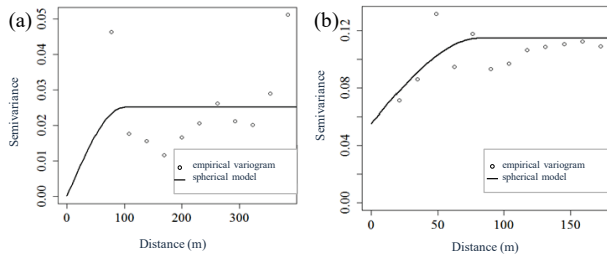 (a)
0.05
0.04
0.03
0.02
0.01
0.00
Semivariance
empirical variogram
spherical model
0 100 200 300
Distance (m)
(b)
0.12
0.08
0.04
0.00
Semivariance
empirical variogram
spherical model
0 50 100 150
Distance (m)